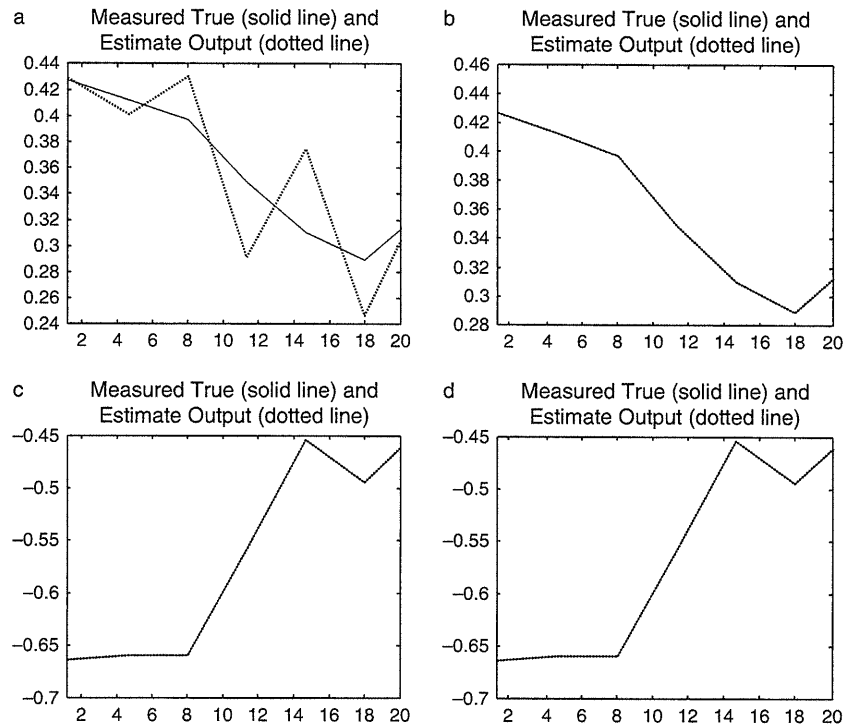 a Measured True (solid line) and
Estimate Output (dotted line)
0.44
0.42
0.4
0.38
0.36
0.34
0.32
0.3
0.28
0.26
0.24
2 4 6 8 10 12 14 16 18 20
b Measured True (solid line) and
Estimate Output (dotted line)
0.46
0.44
0.42
0.4
0.38
0.36
0.34
0.32
0.3
0.28
2 4 6 8 10 12 14 16 18 20
c Measured True (solid line) and
Estimate Output (dotted line)
−0.45
−0.5
−0.55
−0.6
−0.65
−0.7
2 4 6 8 10 12 14 16 18 20
d Measured True (solid line) and
Estimate Output (dotted line)
−0.45
−0.5
−0.55
−0.6
−0.65
−0.7
2 4 6 8 10 12 14 16 18 20